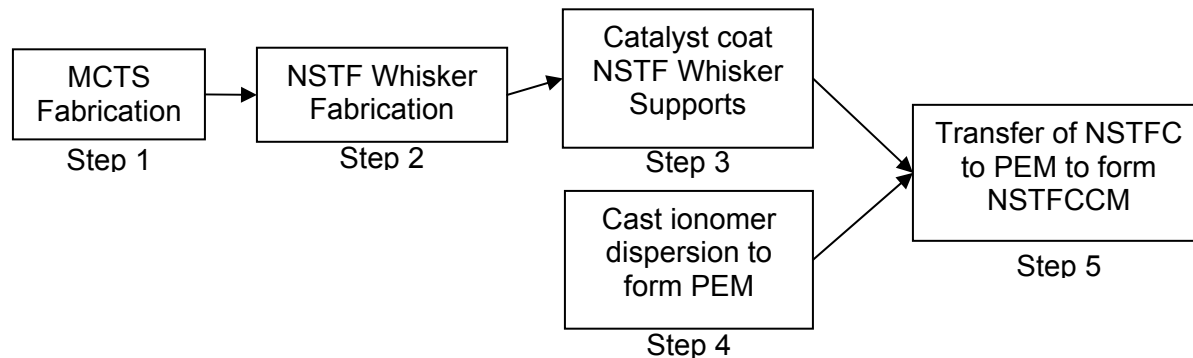 MCTS
Fabrication
Step 1
NSTF Whisker
Fabrication
Step 2
Catalyst coat
NSTF Whisker
Supports
Step 3
Cast ionomer
dispersion to
form PEM
Step 4
Transfer of NSTFC
to PEM to form
NSTFCCM
Step 5